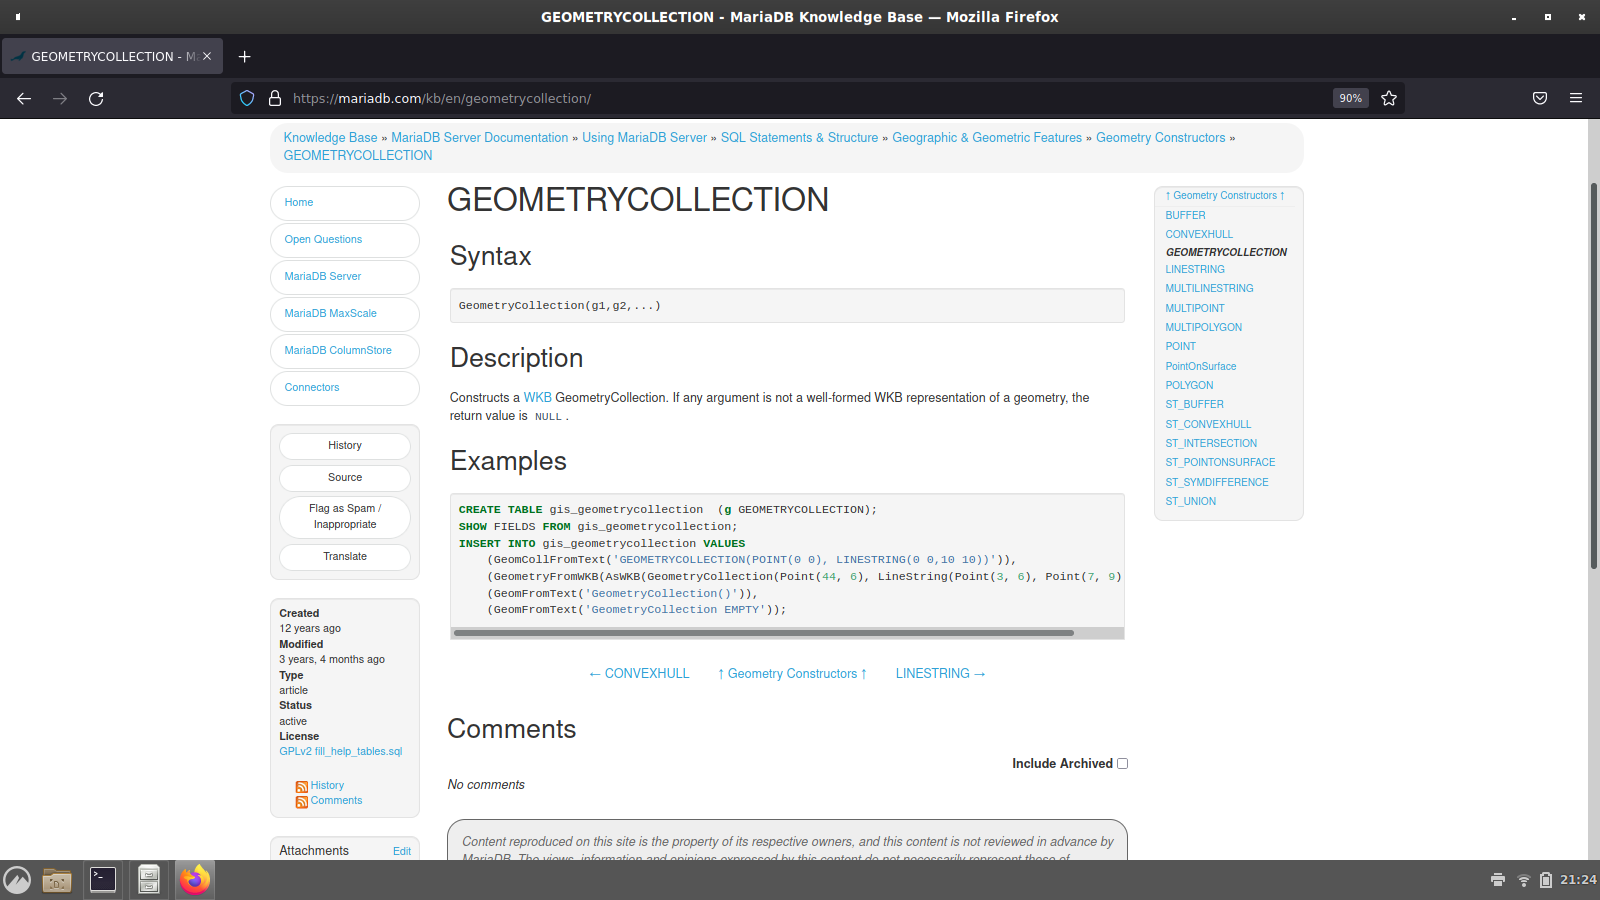 GEOMETRYCOLLECTION - MariaDB Knowledge Base — Mozilla Firefox
GEOMETRYCOLLECTION - Ma
https://mariadb.com/kb/en/geometrycollection/
90%
Knowledge Base » MariaDB Server Documentation » Using MariaDB Server » SQL Statements & Structure » Geographic & Geometric Features » Geometry Constructors »
GEOMETRYCOLLECTION
Home
Open Questions
MariaDB Server
MariaDB MaxScale
MariaDB ColumnStore
Connectors
History
Source
Flag as Spam /
Inappropriate
Translate
Created
12 years ago
Modified
3 years, 4 months ago
Type
article
Status
active
License
GPLv2 fill_help_tables.sql
History
Comments
Attachments
Edit
GEOMETRYCOLLECTION
Syntax
GeometryCollection(g1,g2,...)
Description
Constructs a WKB GeometryCollection. If any argument is not a well-formed WKB representation of a geometry, the
return value is NULL .
Examples
CREATE TABLE gis_geometrycollection  (g GEOMETRYCOLLECTION);
SHOW FIELDS FROM gis_geometrycollection;
INSERT INTO gis_geometrycollection VALUES
    (GeomCollFromText('GEOMETRYCOLLECTION(POINT(0 0), LINESTRING(0 0,10 10))')),
    (GeometryFromWKB(AsWKB(GeometryCollection(Point(44, 6), LineString(Point(3, 6), Point(7, 9)
    (GeomFromText('GeometryCollection()')),
    (GeomFromText('GeometryCollection EMPTY'));
← CONVEXHULL
↑ Geometry Constructors ↑
LINESTRING →
Comments
Include Archived
No comments
Content reproduced on this site is the property of its respective owners, and this content is not reviewed in advance by
MariaDB. The views, information and opinions expressed by this content do not necessarily represent those of
↑ Geometry Constructors ↑
BUFFER
CONVEXHULL
GEOMETRYCOLLECTION
LINESTRING
MULTILINESTRING
MULTIPOINT
MULTIPOLYGON
POINT
PointOnSurface
POLYGON
ST_BUFFER
ST_CONVEXHULL
ST_INTERSECTION
ST_POINTONSURFACE
ST_SYMDIFFERENCE
ST_UNION
21:24